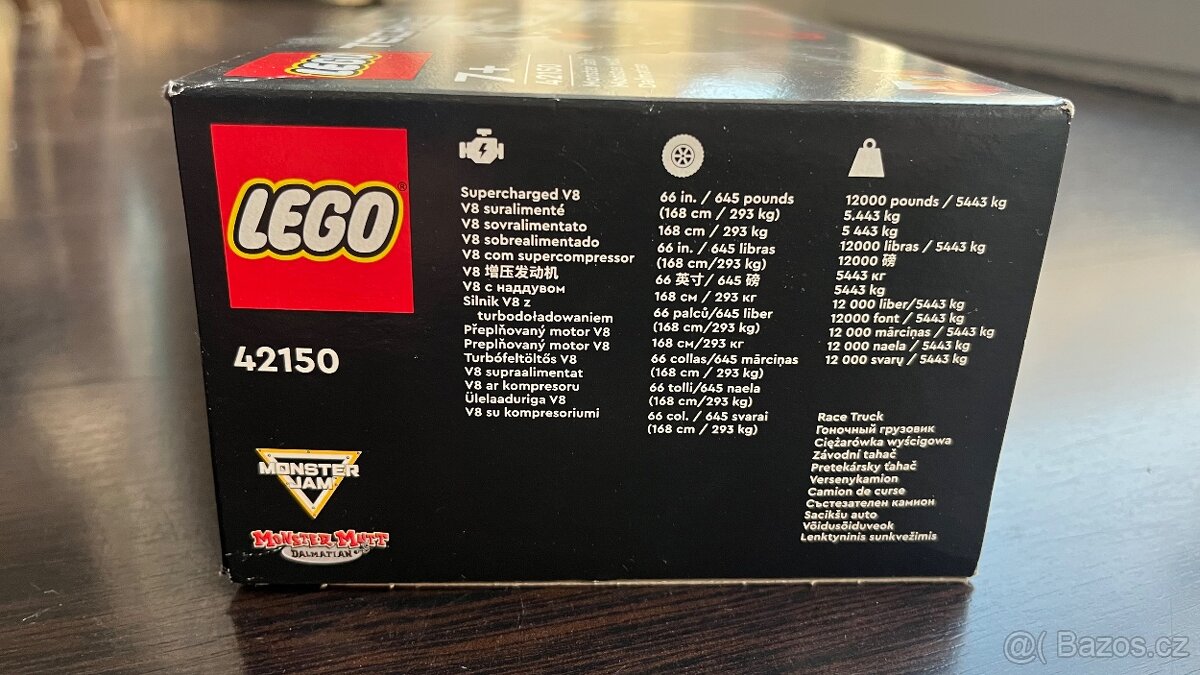 LEGO TECHNIC
7+
42150
Monster Jam
LEGO
42150
MONSTER
JAM
MONSTER MUTT
DALMATIAN
Supercharged V8
V8 suralimenté
V8 sovralimentato
V8 sobrealimentado
V8 com supercompressor
V8 增压发动机
V8 с наддувом
Silnik V8 z
turbodoładowaniem
Přeplňovaný motor V8
Preplňovaný motor V8
Turbófeltöltős V8
V8 supraalimentat
V8 ar kompresoru
Ülelaaduriga V8
V8 su kompresoriumi
66 in. / 645 pounds
(168 cm / 293 kg)
168 cm / 293 kg
66 in. / 645 libras
(168 cm/293 kg)
66 英寸/ 645 磅
168 см / 293 кг
66 palců/645 liber
(168 cm / 293 kg)
168 см/293 кг
66 collas/645 mārciņas
(168 cm / 293 kg)
66 tolli/645 naela
(168 cm/293 kg)
66 col. / 645 svarai
(168 cm / 293 kg)
12000 pounds / 5443 kg
5.443 kg
5 443 kg
12000 libras / 5443 kg
12000 磅
5443 кг
5443 kg
12 000 liber/5443 kg
12000 font / 5443 kg
12 000 mārciņas / 5443 kg
12 000 naela / 5443 kg
12 000 svarų / 5443 kg
Race Truck
Гоночный грузовик
Ciężarówka wyścigowa
Závodní tahač
Pretekársky ťahač
Versenykamion
Camion de curse
Състезателен камион
Sacīkšu auto
Võidusõiduveok
Lenktyninis sunkvežimis
@( Bazos.cz